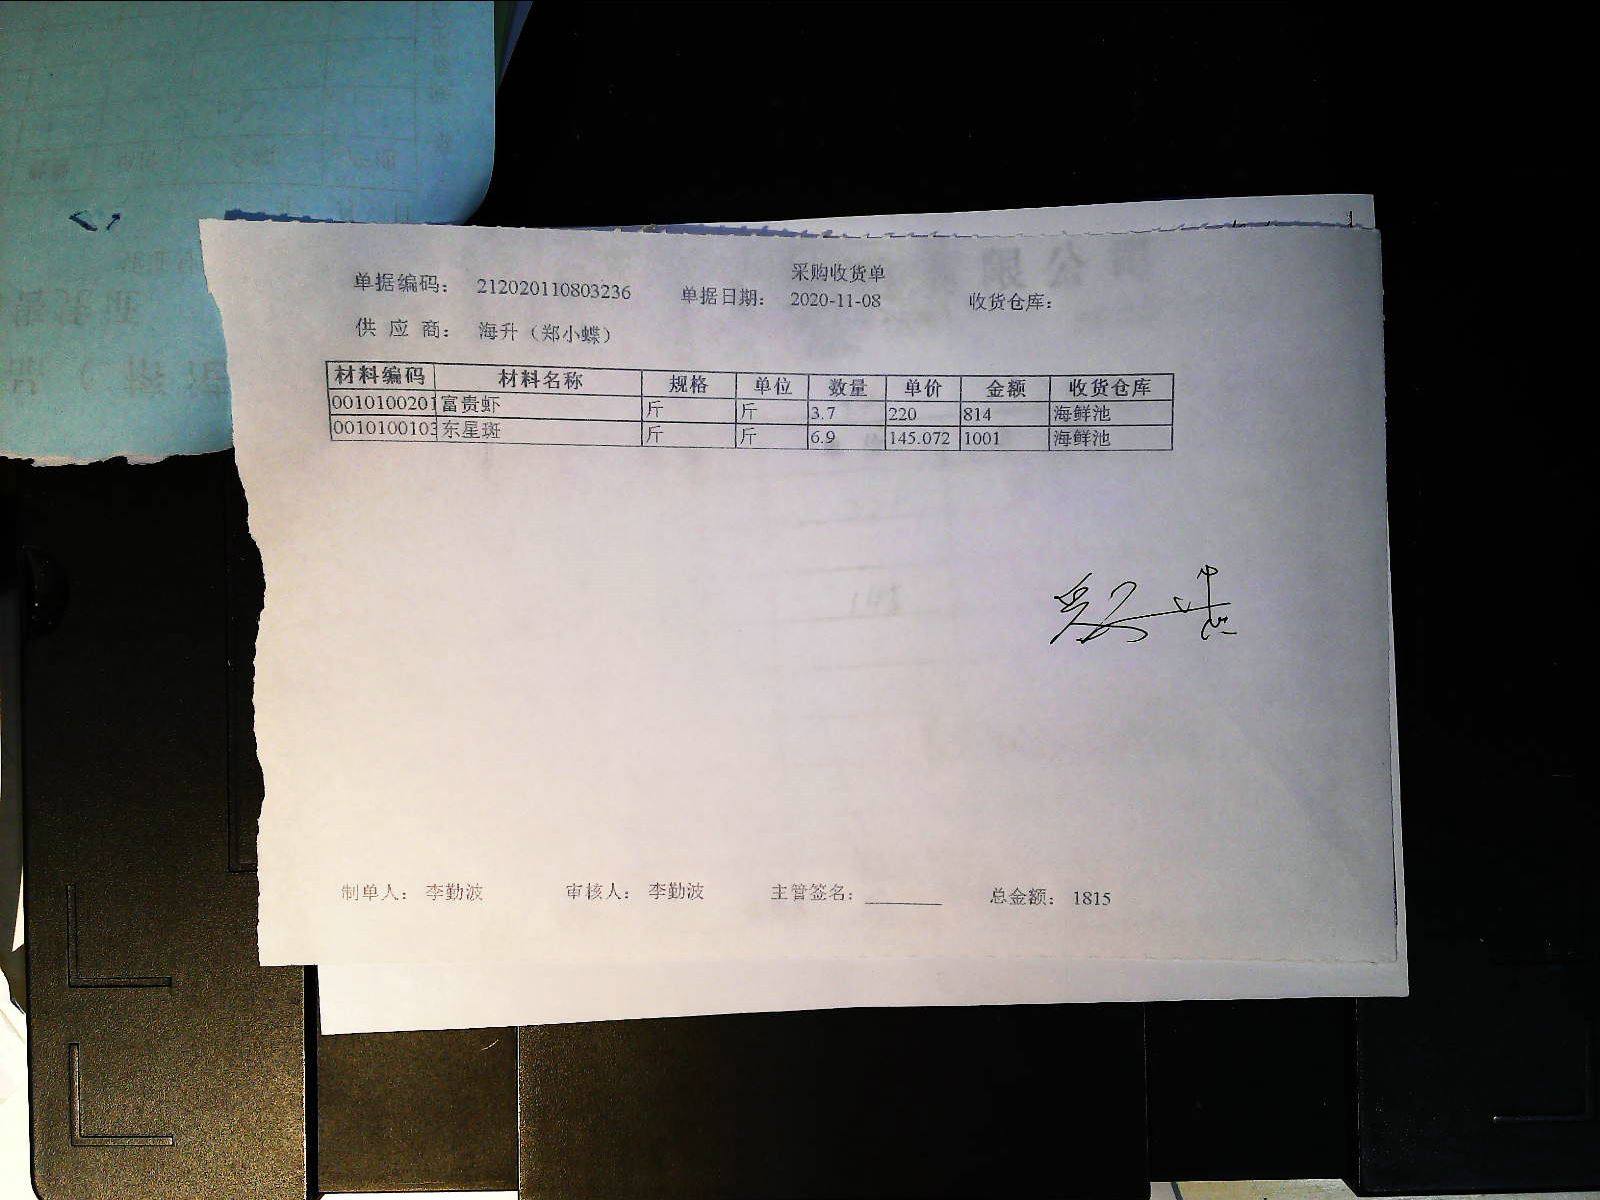 采购收货单
单据编码： 212020110803236 单据日期： 2020-11-08 收货仓库：
供 应 商： 海升（郑小蝶）
材料编码 材料名称 规格 单位 数量 单价 金额 收货仓库
0010100201 富贵虾 斤 斤 3.7 220 814 海鲜池
0010100103 东星斑 斤 斤 6.9 145.072 1001 海鲜池
制单人： 李勤波 审核人： 李勤波 主管签名： 总金额： 1815